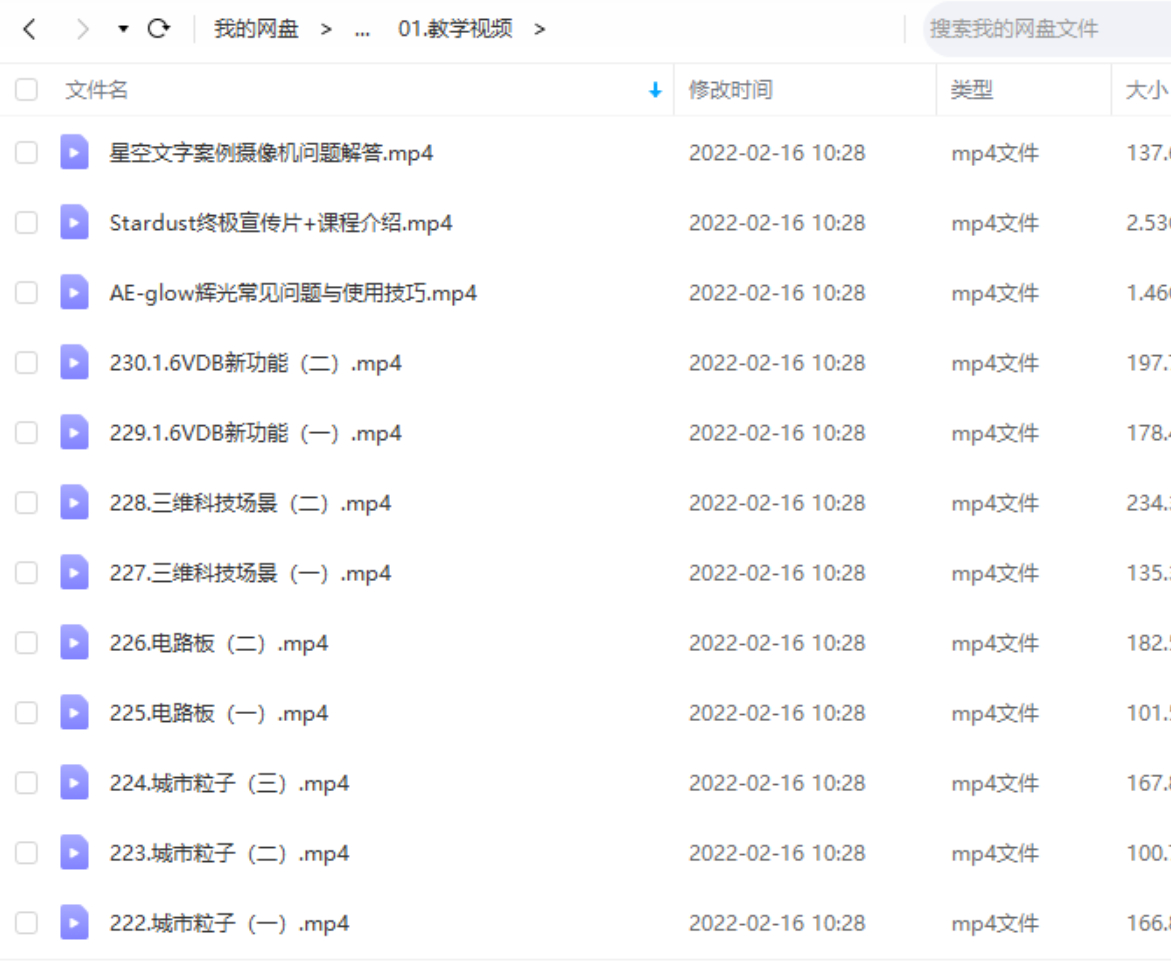 我的网盘 > ... 01.教学视频 > 搜索我的网盘文件
文件名 修改时间 类型 大小
星空文字案例摄像机问题解答.mp4 2022-02-16 10:28 mp4文件 137.
Stardust终极宣传片+课程介绍.mp4 2022-02-16 10:28 mp4文件 2.53
AE-glow辉光常见问题与使用技巧.mp4 2022-02-16 10:28 mp4文件 1.46
230.1.6VDB新功能（二）.mp4 2022-02-16 10:28 mp4文件 197.
229.1.6VDB新功能（一）.mp4 2022-02-16 10:28 mp4文件 178.
228.三维科技场景（二）.mp4 2022-02-16 10:28 mp4文件 234.
227.三维科技场景（一）.mp4 2022-02-16 10:28 mp4文件 135.
226.电路板（二）.mp4 2022-02-16 10:28 mp4文件 182.
225.电路板（一）.mp4 2022-02-16 10:28 mp4文件 101.
224.城市粒子（三）.mp4 2022-02-16 10:28 mp4文件 167.
223.城市粒子（二）.mp4 2022-02-16 10:28 mp4文件 100.
222.城市粒子（一）.mp4 2022-02-16 10:28 mp4文件 166.